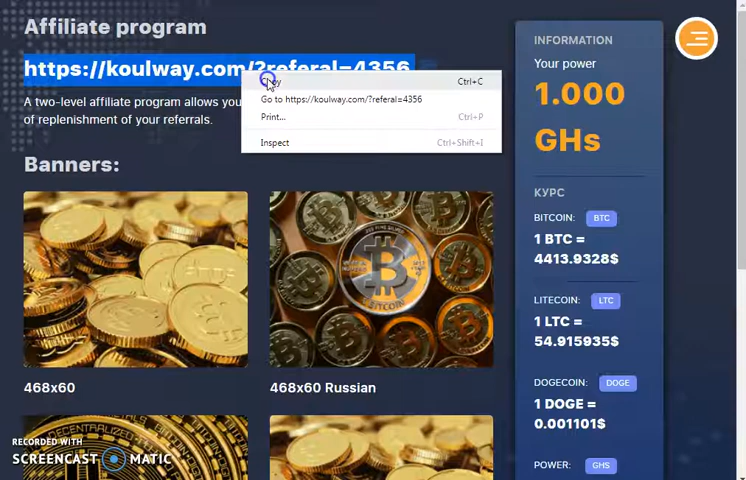 Affiliate program
https://koulway.com/?referal=4356
Ctrl+C
Go to https://koulway.com/?referal=4356
Print... Ctrl+P
Inspect Ctrl+Shift+I
A two-level affiliate program allows you
of replenishment of your referrals.
Banners:
468x60
468x60 Russian
INFORMATION
Your power
1.000
GHs
КУРС
BITCOIN: BTC
1 BTC =
4413.9328$
LITECOIN: LTC
1 LTC =
54.915935$
DOGECOIN: DOGE
1 DOGE =
0.001101$
POWER: GHS
BITCOIN
DECENTRALIZED
RECORDED WITH
SCREENCAST MATIC